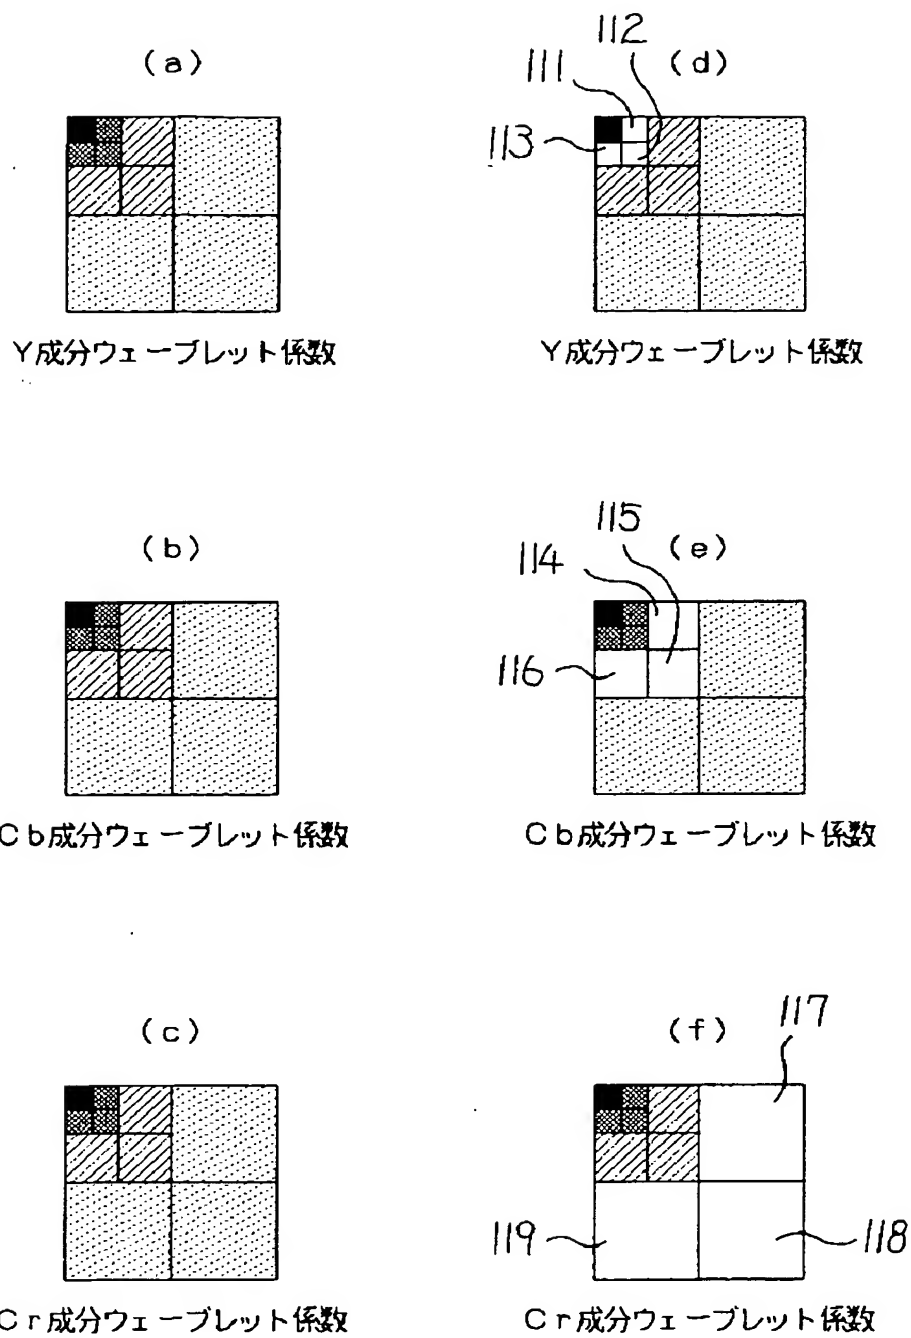 (a)
Y成分ウェーブレット係数
112
111
(d)
113
Y成分ウェーブレット係数
(b)
Cb成分ウェーブレット係数
115
114
(e)
116
Cb成分ウェーブレット係数
(c)
Cr成分ウェーブレット係数
117
(f)
119
118
Cr成分ウェーブレット係数